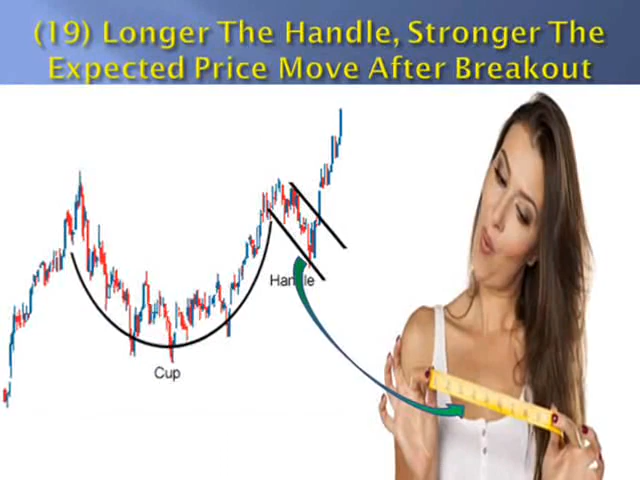 (19) Longer The Handle, Stronger The
Expected Price Move After Breakout
Handle
Cup